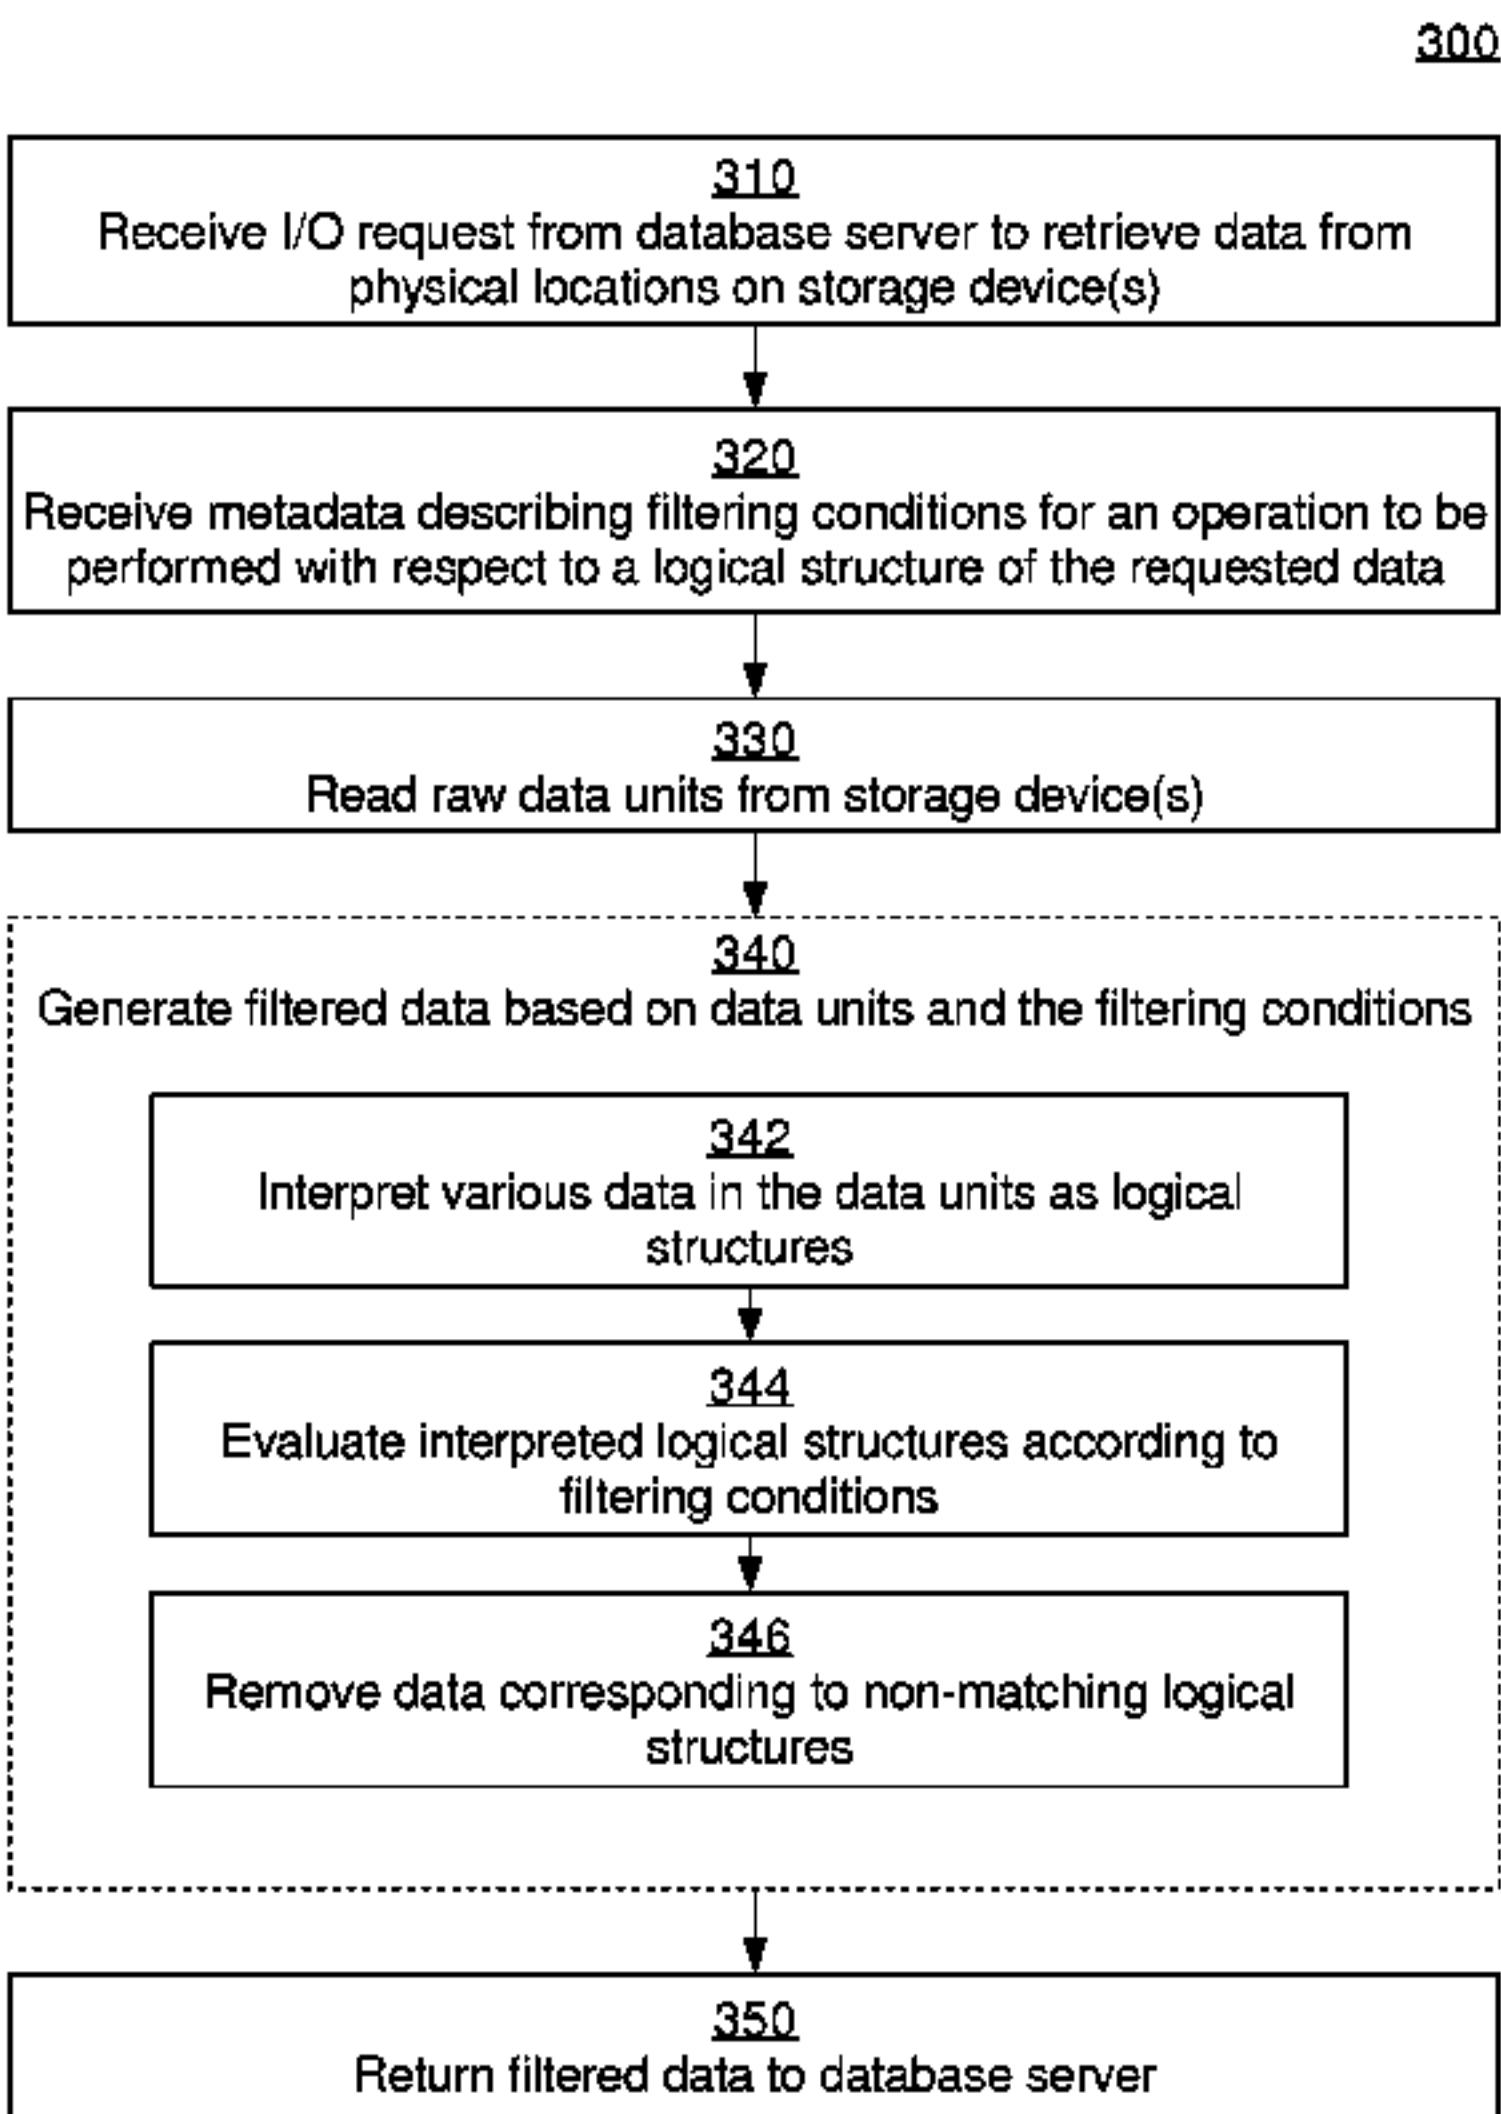 300
310
Receive I/O request from database server to retrieve data from
physical locations on storage device(s)
320
Receive metadata describing filtering conditions for an operation to be
performed with respect to a logical structure of the requested data
330
Read raw data units from storage device(s)
340
Generate filtered data based on data units and the filtering conditions
342
Interpret various data in the data units as logical
structures
344
Evaluate interpreted logical structures according to
filtering conditions
346
Remove data corresponding to non-matching logical
structures
350
Return filtered data to database server